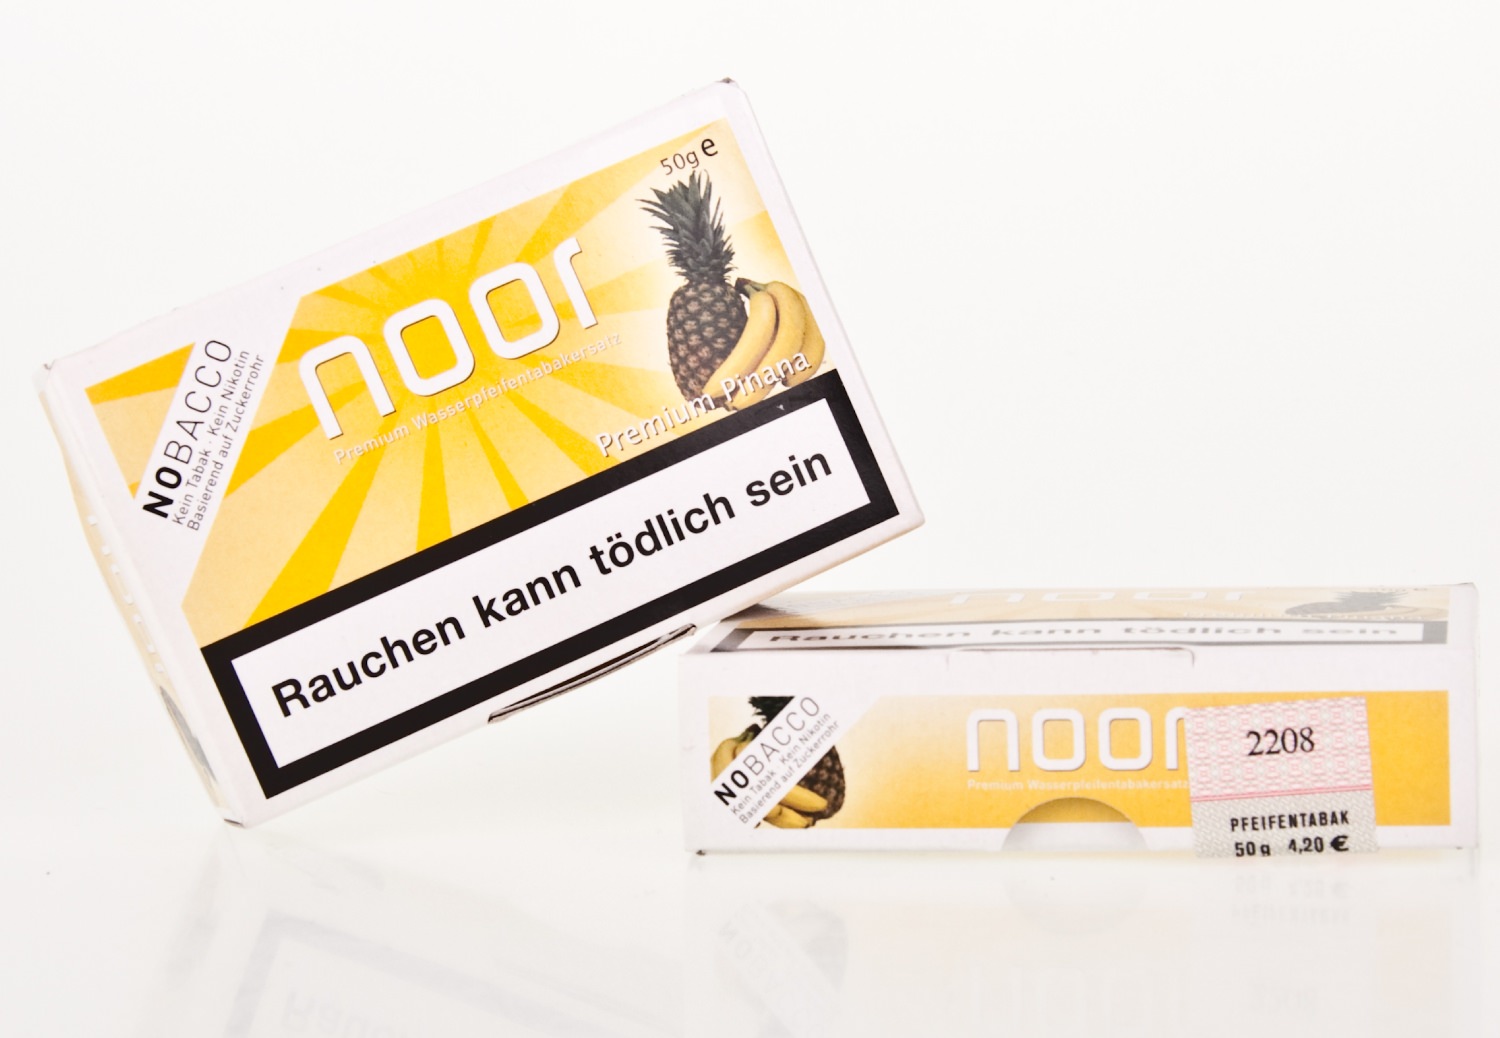 50g e
noor
Premium Wasserpfeifentabakersatz
NOBACCO
Kein Tabak · Kein Nikotin
Basierend auf Zuckerrohr
Premium Pinana
Rauchen kann tödlich sein
noor
Rauchen kann tödlich sein
NOBACCO
Kein Tabak · Kein Nikotin
Basierend auf Zuckerrohr
noor
Premium Wasserpfeifentabakersatz
2208
PFEIFENTABAK
50 g 4,20 €